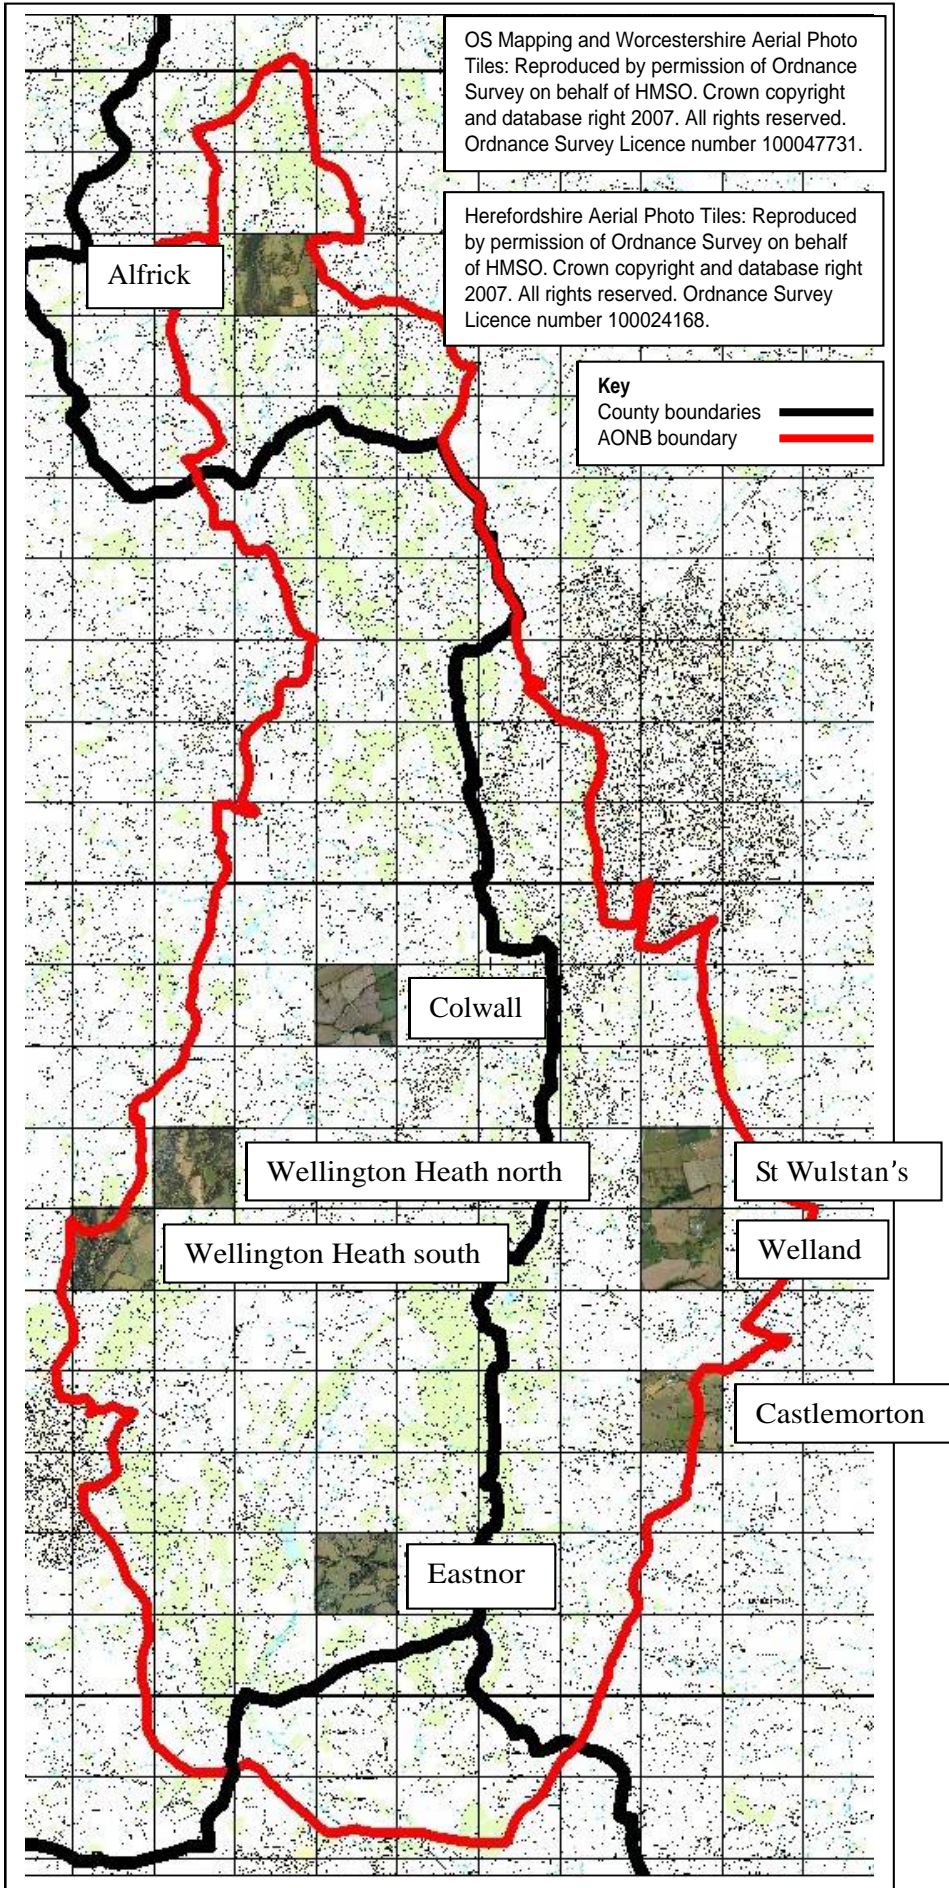 OS Mapping and Worcestershire Aerial Photo
Tiles: Reproduced by permission of Ordnance
Survey on behalf of HMSO. Crown copyright
and database right 2007. All rights reserved.
Ordnance Survey Licence number 100047731.
Herefordshire Aerial Photo Tiles: Reproduced
by permission of Ordnance Survey on behalf
of HMSO. Crown copyright and database right
2007. All rights reserved. Ordnance Survey
Licence number 100024168.
Alfrick
Key
County boundaries
AONB boundary
Colwall
Wellington Heath north
St Wulstan's
Wellington Heath south
Welland
Castlemorton
Eastnor